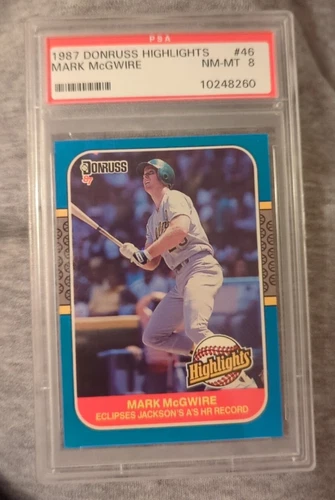 PSA
1987 DONRUSS HIGHLIGHTS #46
MARK McGWIRE NM-MT 8
10248260
DONRUSS
Highlights
MARK McGWIRE
ECLIPSES JACKSON'S A'S HR RECORD